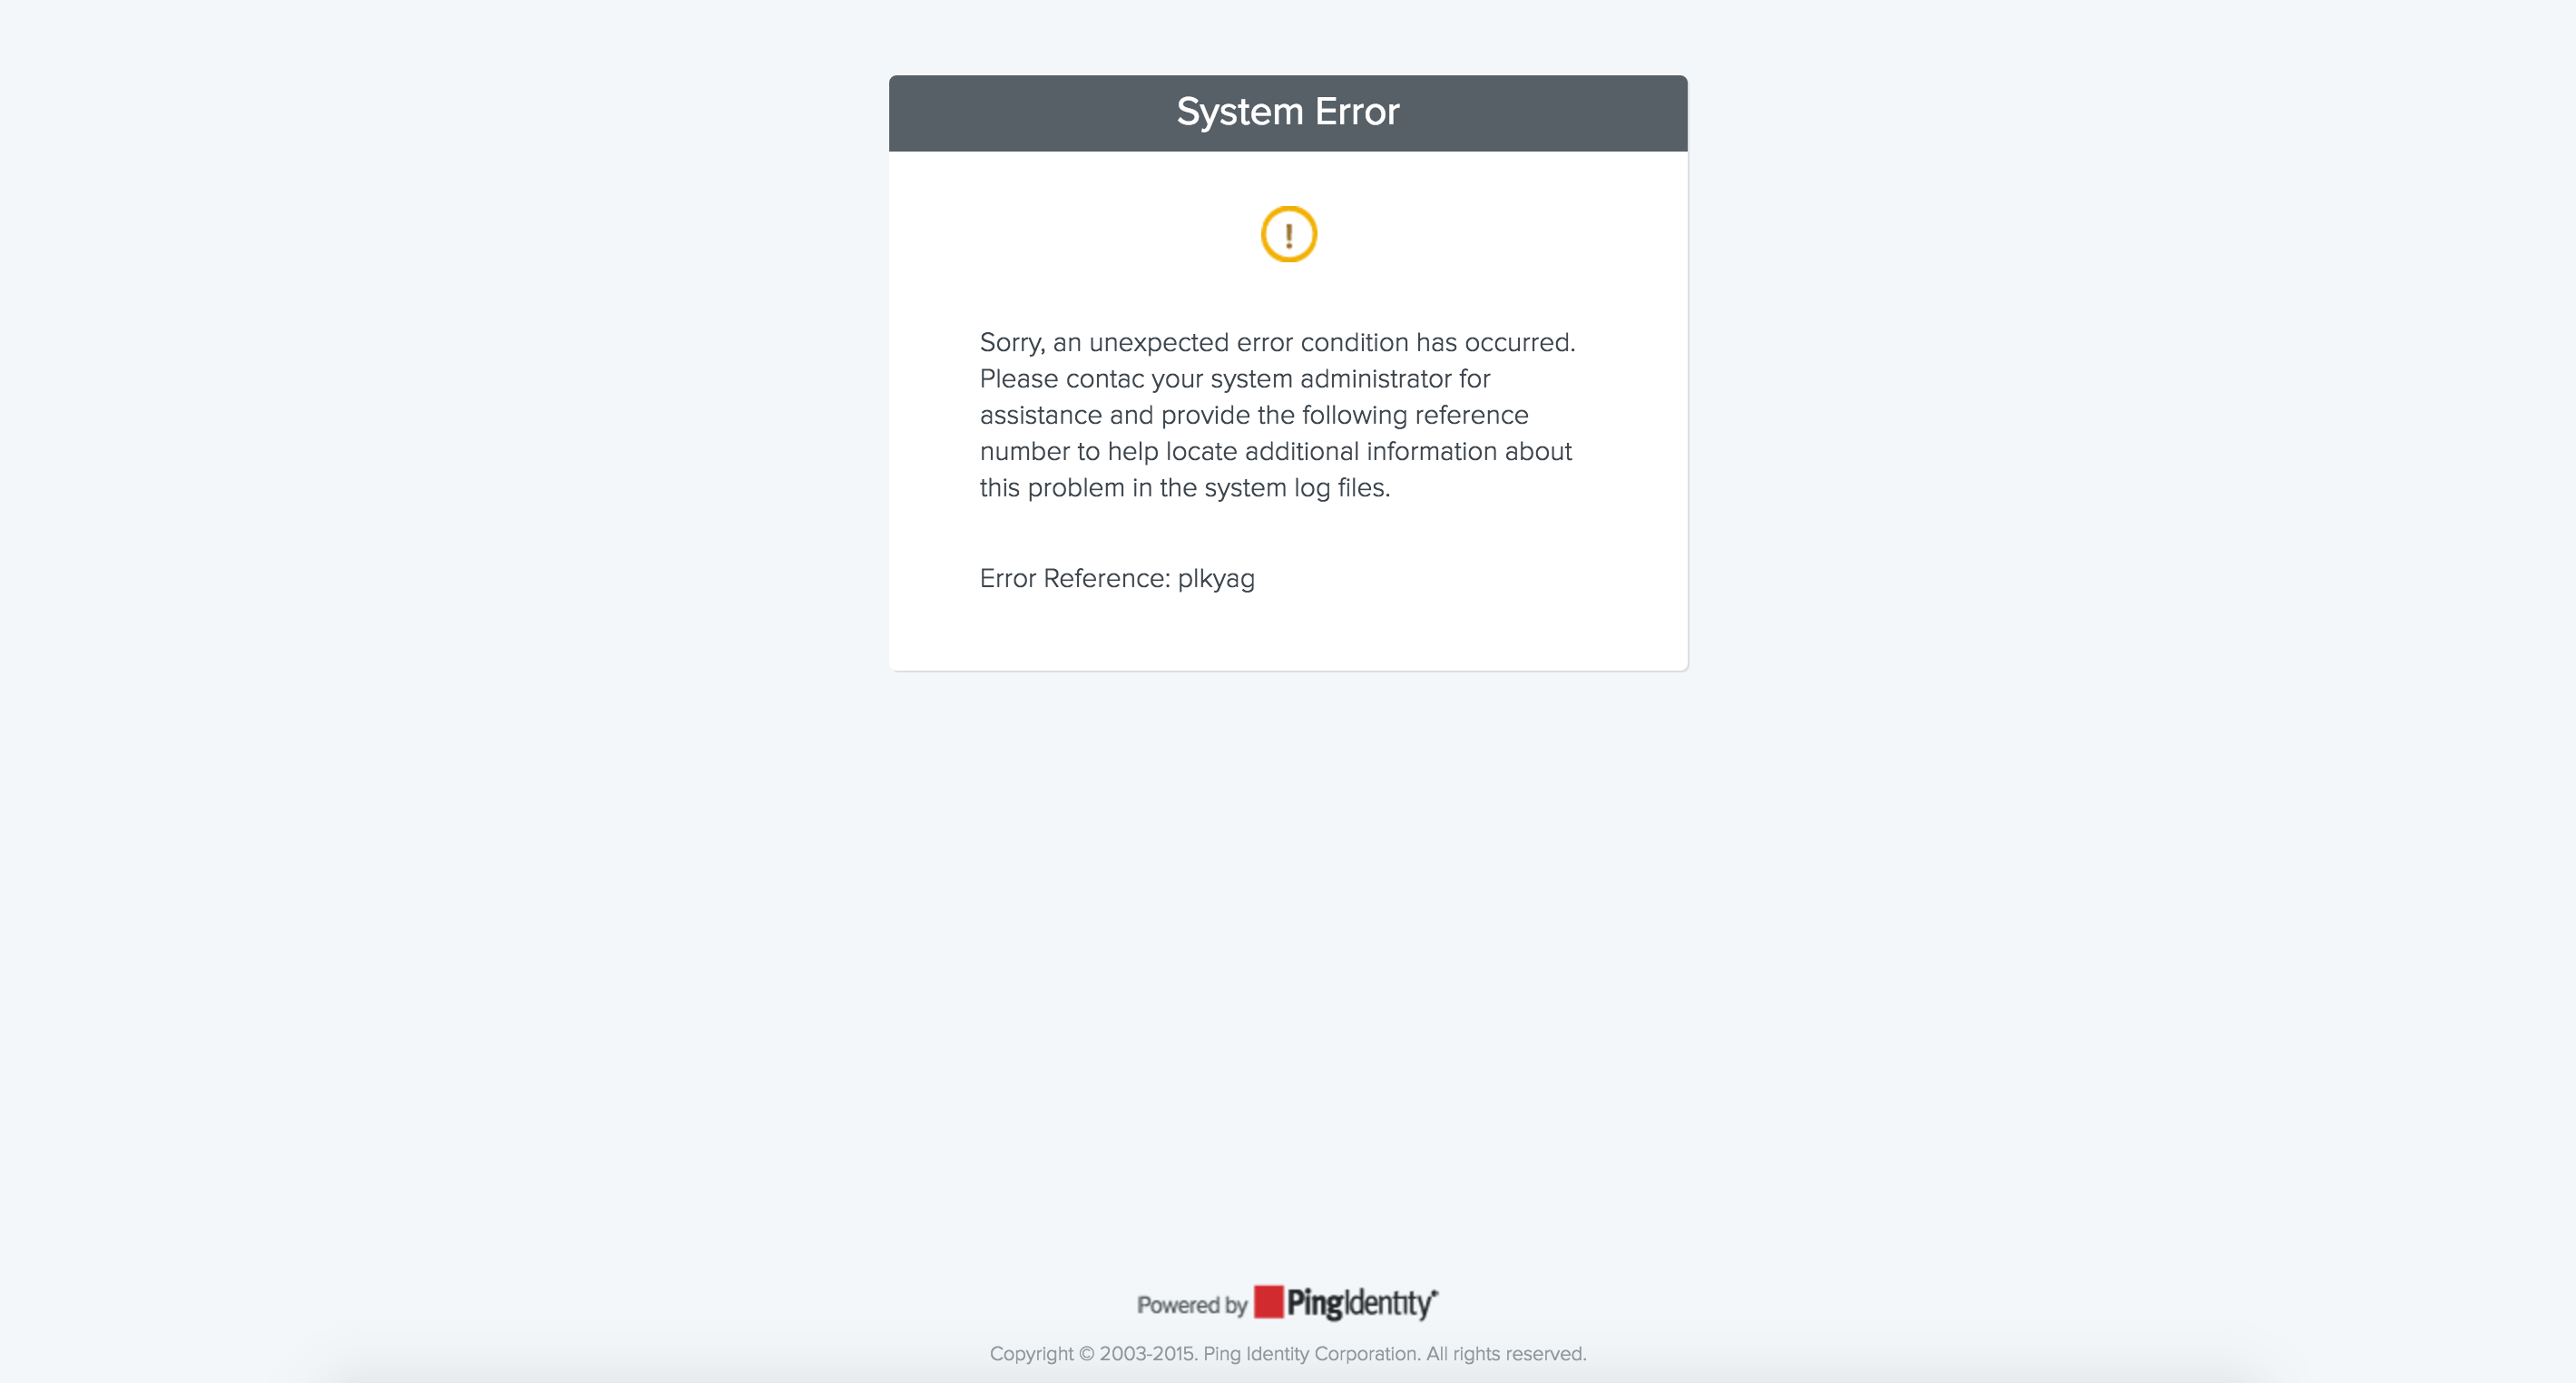 System Error
!
Sorry, an unexpected error condition has occurred.
Please contac your system administrator for
assistance and provide the following reference
number to help locate additional information about
this problem in the system log files.
Error Reference: plkyag
Powered by PingIdentity®
Copyright © 2003-2015. Ping Identity Corporation. All rights reserved.